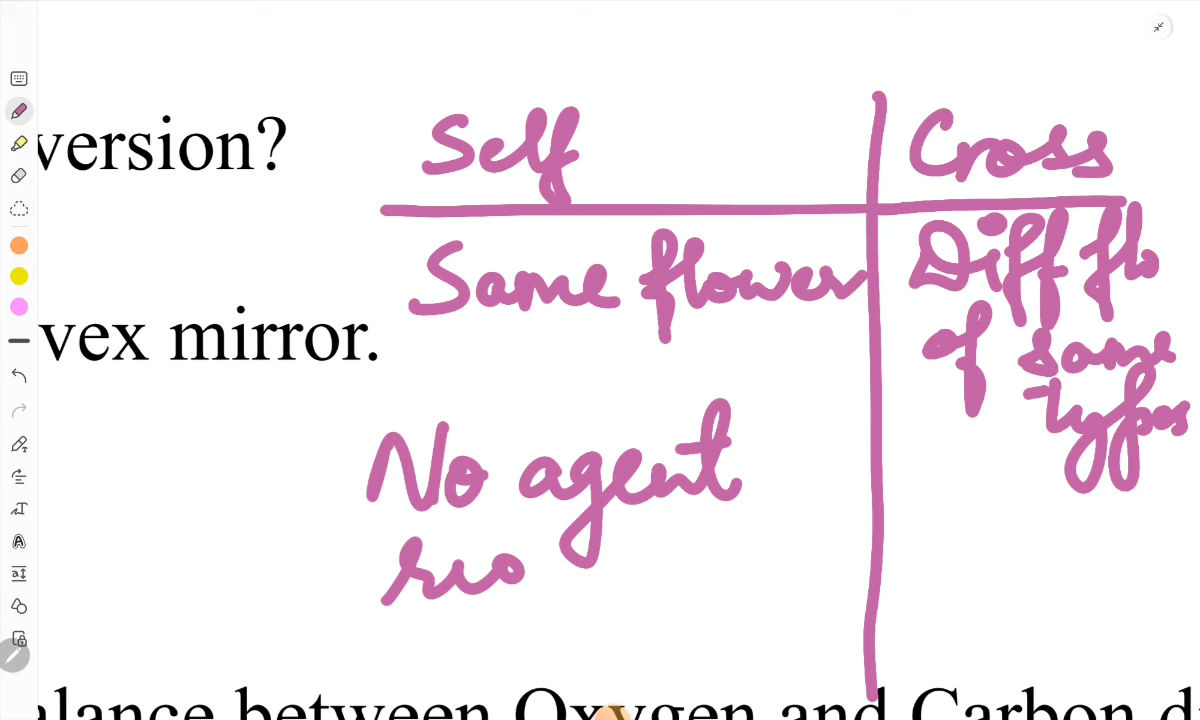 version?
Self
Cross
Same flower
Diff flo
of same
types
vex mirror.
No agent
alance between Oxygen and Carbon d